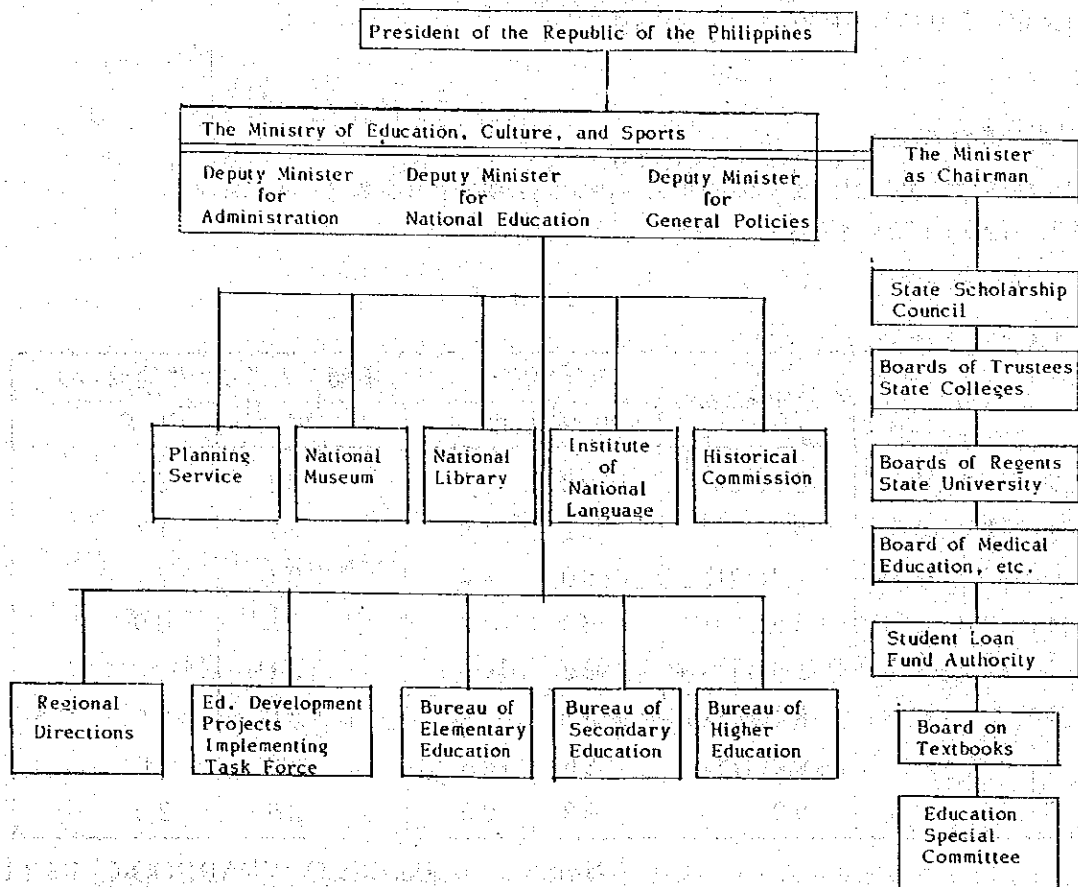 President of the Republic of the Philippines
The Ministry of Education, Culture, and Sports
Deputy Minister
for
Administration
Deputy Minister
for
National Education
Deputy Minister
for
General Policies
The Minister
as Chairman
State Scholarship
Council
Boards of Trustees
State Colleges
Boards of Regents
State University
Board of Medical
Education, etc.
Student Loan
Fund Authority
Board on
Textbooks
Education
Special
Committee
Planning
Service
National
Museum
National
Library
Institute
of
National
Language
Historical
Commission
Regional
Directions
Ed. Development
Projects
Implementing
Task Force
Bureau of
Elementary
Education
Bureau of
Secondary
Education
Bureau of
Higher
Education